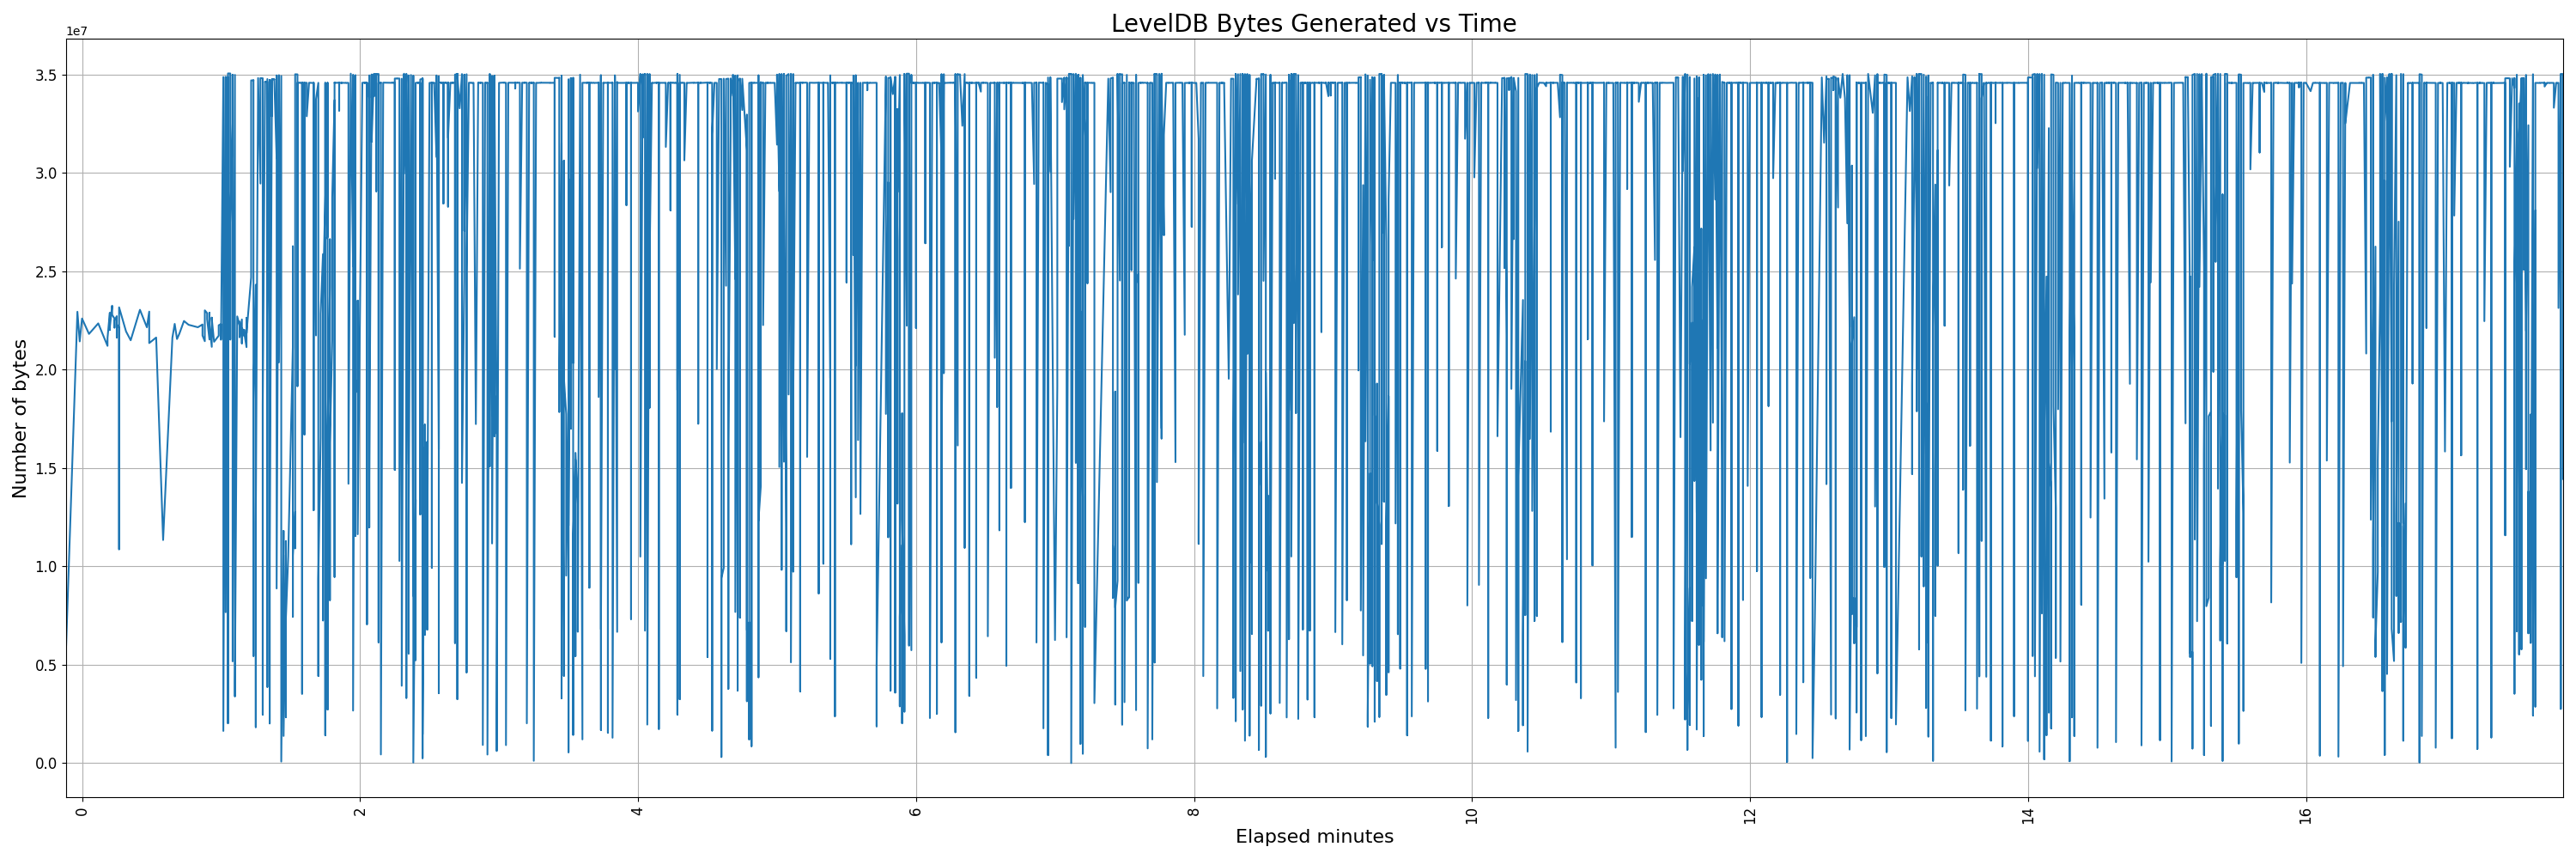 LevelDB Bytes Generated vs Time
1e7
3.5
3.0
2.5
2.0
1.5
1.0
0.5
0.0
Number of bytes
0 2 4 6 8 10 12 14 16
Elapsed minutes